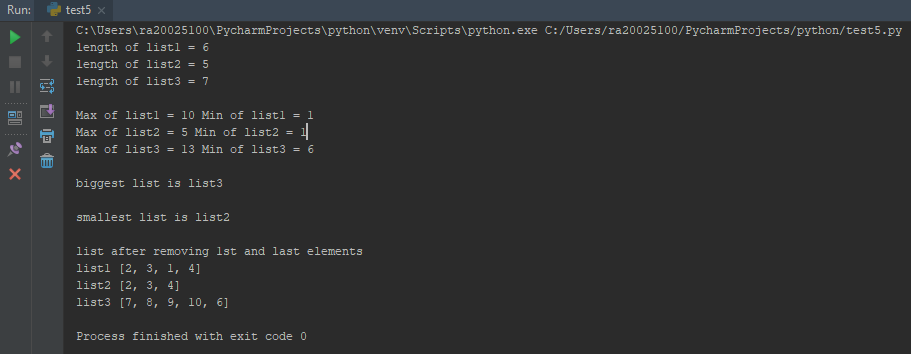 Run: test5
C:\Users\ra20025100\PycharmProjects\python\venv\Scripts\python.exe C:/Users/ra20025100/PycharmProjects/python/test5.py
length of list1 = 6
length of list2 = 5
length of list3 = 7
Max of list1 = 10 Min of list1 = 1
Max of list2 = 5 Min of list2 = 1
Max of list3 = 13 Min of list3 = 6
biggest list is list3
smallest list is list2
list after removing 1st and last elements
list1 [2, 3, 1, 4]
list2 [2, 3, 4]
list3 [7, 8, 9, 10, 6]
Process finished with exit code 0